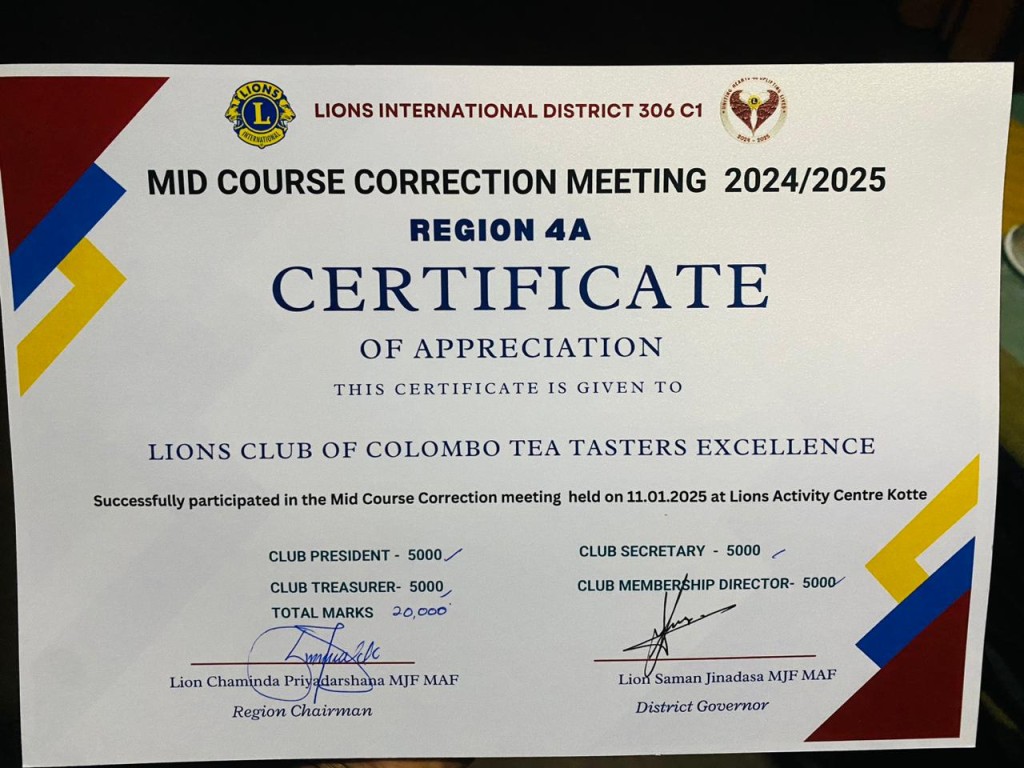 LIONS
L
INTERNATIONAL
LIONS INTERNATIONAL DISTRICT 306 C1
2024 - 2025
MID COURSE CORRECTION MEETING 2024/2025
REGION 4A
CERTIFICATE
OF APPRECIATION
THIS CERTIFICATE IS GIVEN TO
LIONS CLUB OF COLOMBO TEA TASTERS EXCELLENCE
Successfully participated in the Mid Course Correction meeting held on 11.01.2025 at Lions Activity Centre Kotte
CLUB PRESIDENT - 5000
CLUB SECRETARY - 5000
CLUB TREASURER- 5000
CLUB MEMBERSHIP DIRECTOR- 5000
TOTAL MARKS 20,000
Lion Chaminda Priyadarshana MJF MAF
Lion Saman Jinadasa MJF MAF
Region Chairman
District Governor